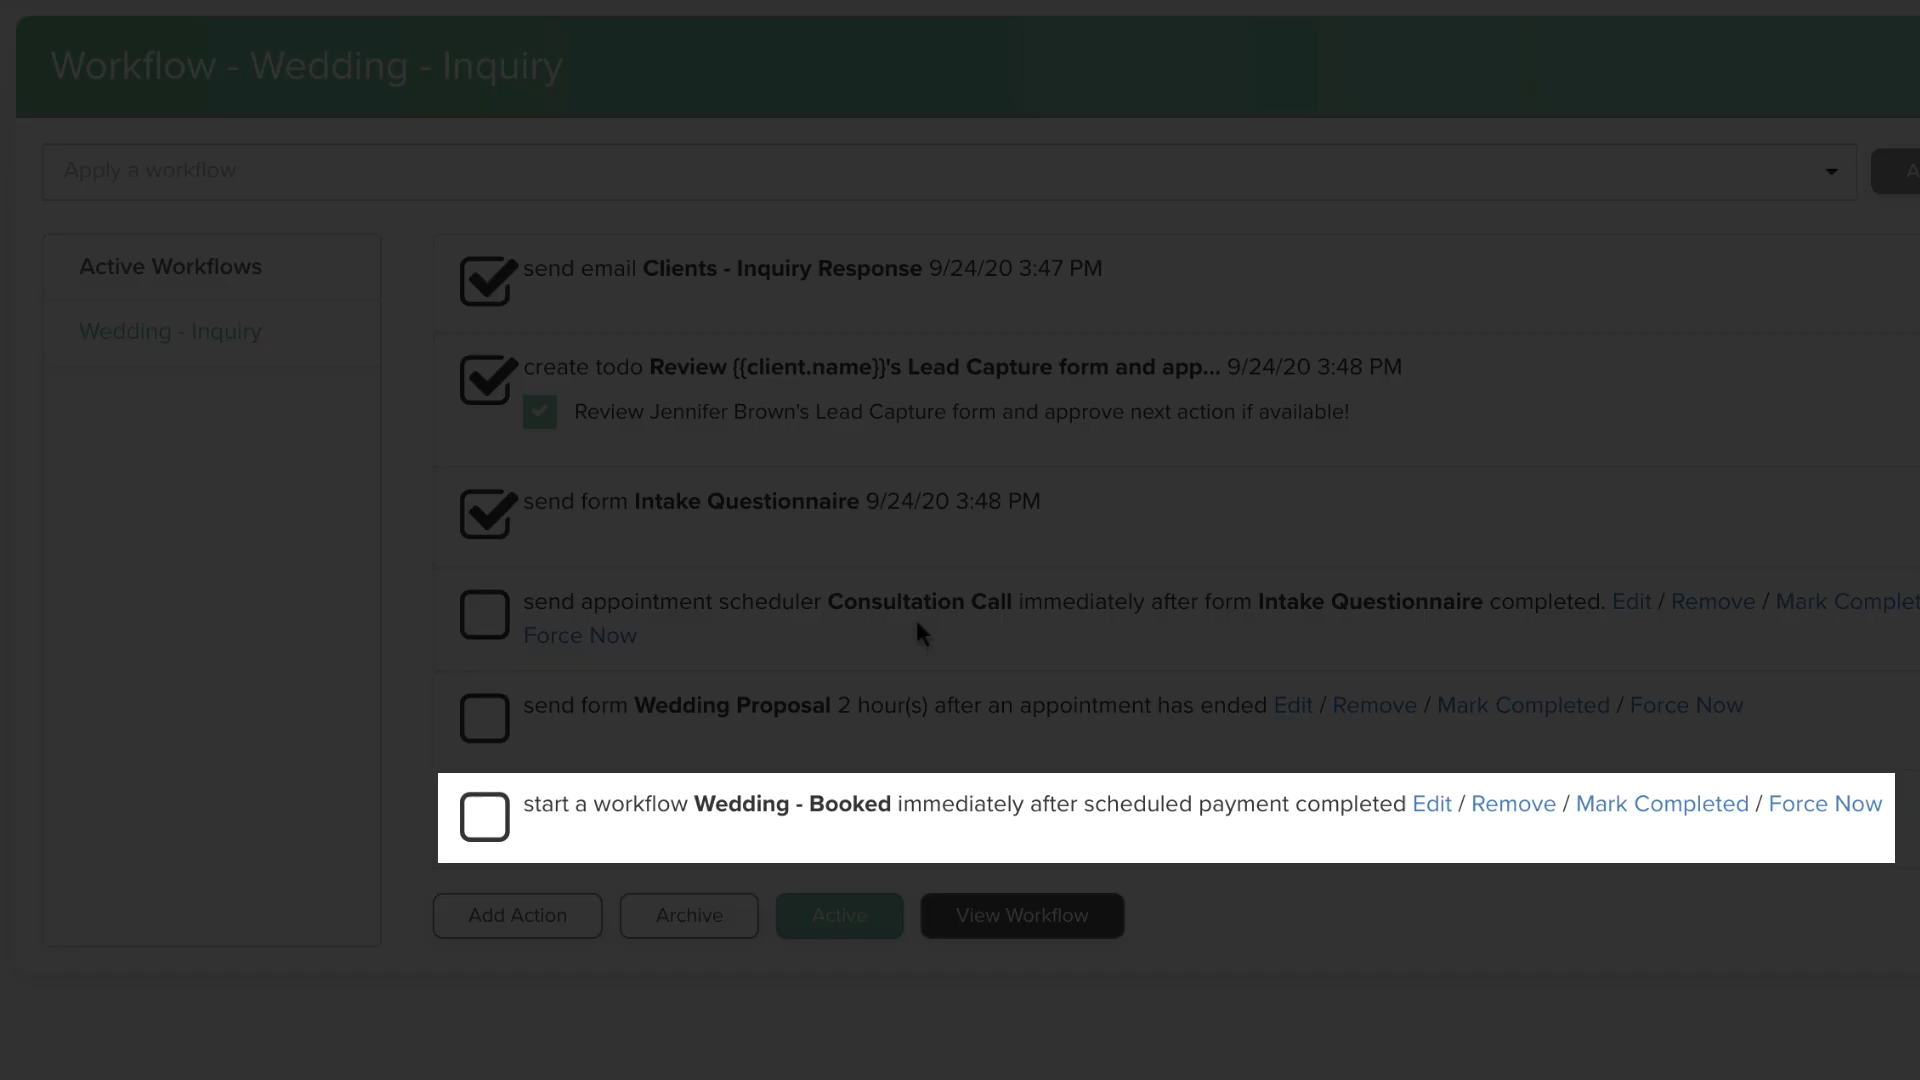 Workflow - Wedding - Inquiry
Apply a workflow
A
Active Workflows
Wedding - Inquiry
send email Clients - Inquiry Response 9/24/20 3:47 PM
create todo Review {{client.name}}'s Lead Capture form and app... 9/24/20 3:48 PM
Review Jennifer Brown's Lead Capture form and approve next action if available!
send form Intake Questionnaire 9/24/20 3:48 PM
send appointment scheduler Consultation Call immediately after form Intake Questionnaire completed. Edit / Remove / Mark Complet
Force Now
send form Wedding Proposal 2 hour(s) after an appointment has ended Edit / Remove / Mark Completed / Force Now
start a workflow Wedding - Booked immediately after scheduled payment completed Edit / Remove / Mark Completed / Force Now
Add Action Archive Active View Workflow